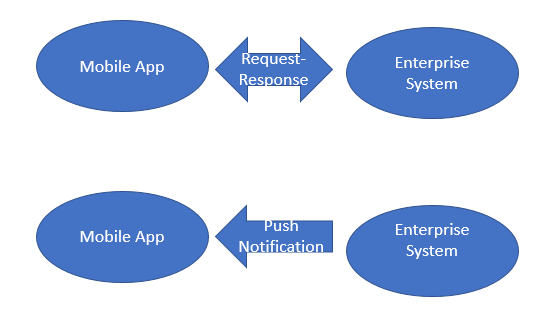 Mobile App
Request-
Response
Enterprise
System
Mobile App
Push
Notification
Enterprise
System